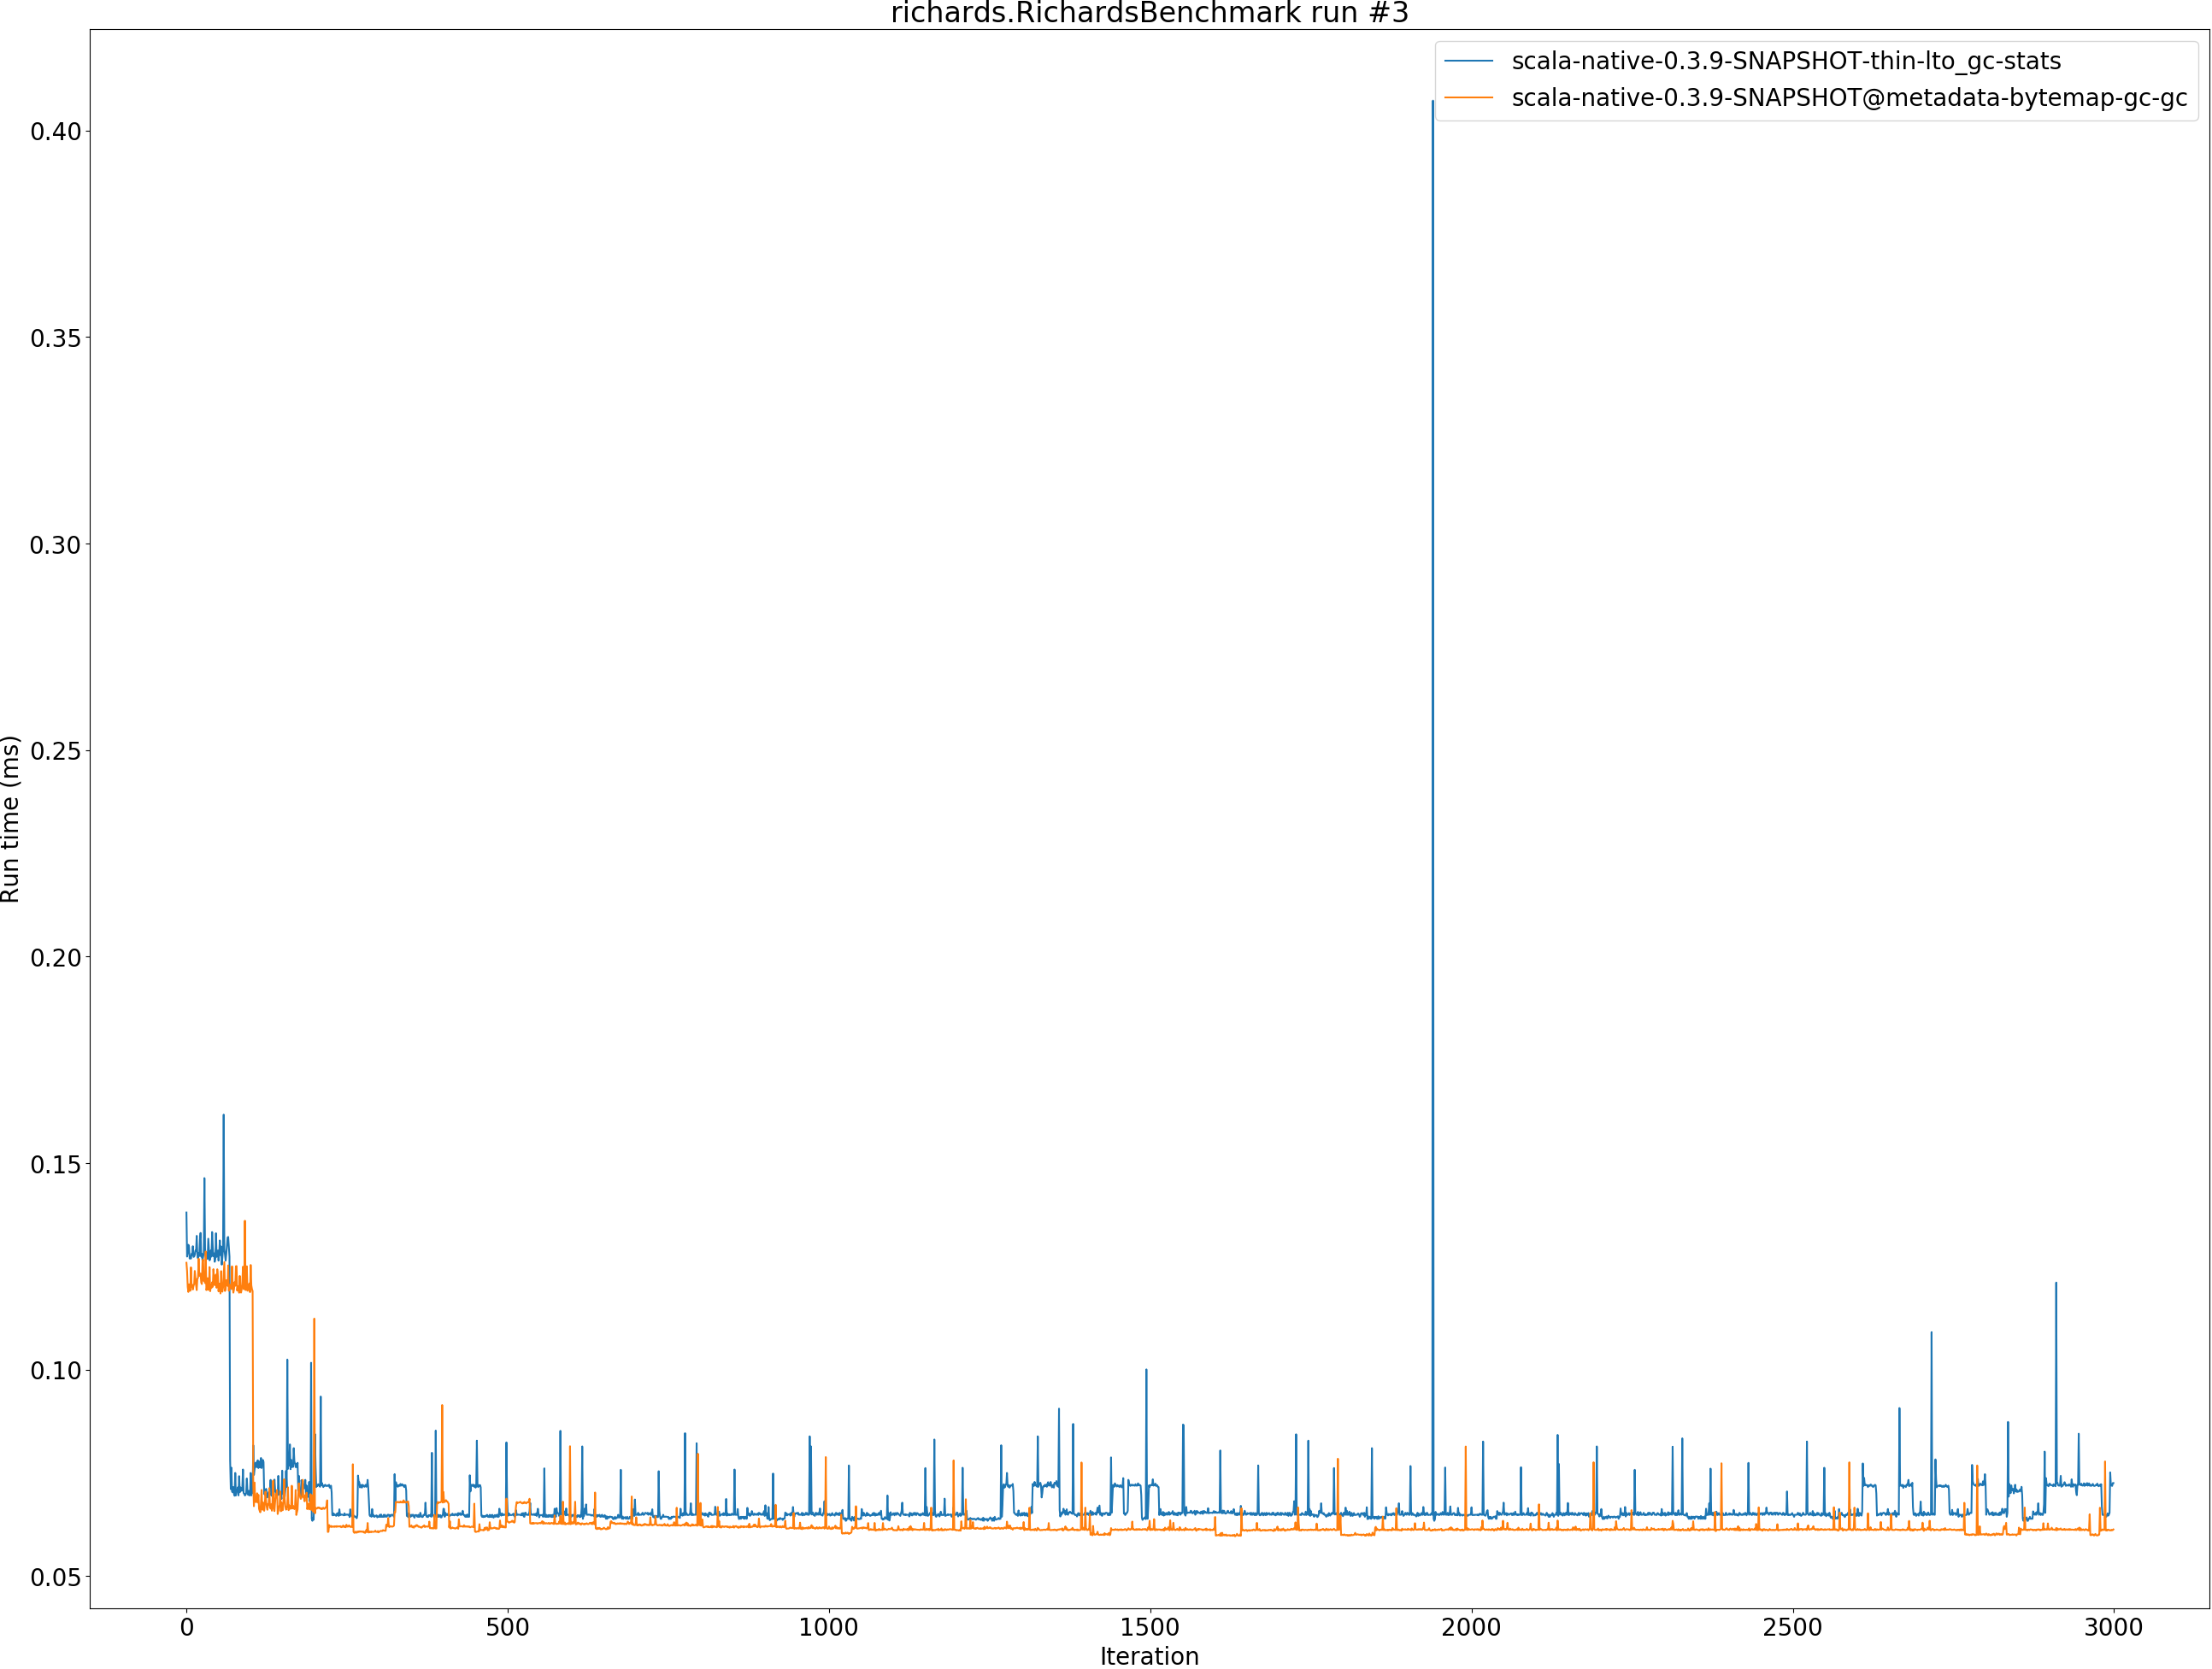 richards.RichardsBenchmark run #3
scala-native-0.3.9-SNAPSHOT-thin-lto_gc-stats
scala-native-0.3.9-SNAPSHOT@metadata-bytemap-gc-gc
0.40
0.35
0.30
0.25
0.20
0.15
0.10
0.05
Run time (ms)
0 500 1000 1500 2000 2500 3000
Iteration